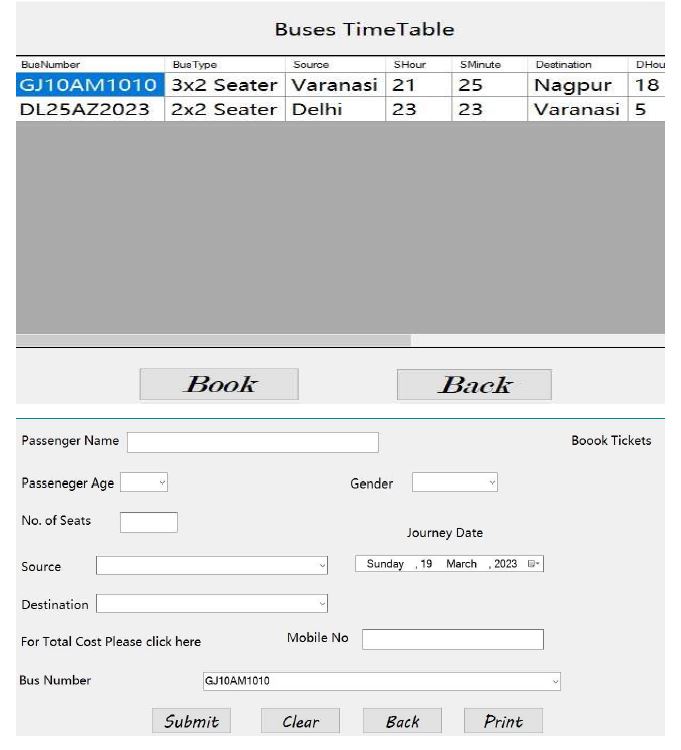 Buses TimeTable
BusNumber BusType Source SHour SMinute Destination DHou
GJ10AM1010 3x2 Seater Varanasi 21 25 Nagpur 18
DL25AZ2023 2x2 Seater Delhi 23 23 Varanasi 5
Book Back
Passenger Name Boook Tickets
Passeneger Age Gender
No. of Seats
Journey Date
Source Sunday , 19 March , 2023
Destination
For Total Cost Please click here Mobile No
Bus Number GJ10AM1010
Submit Clear Back Print